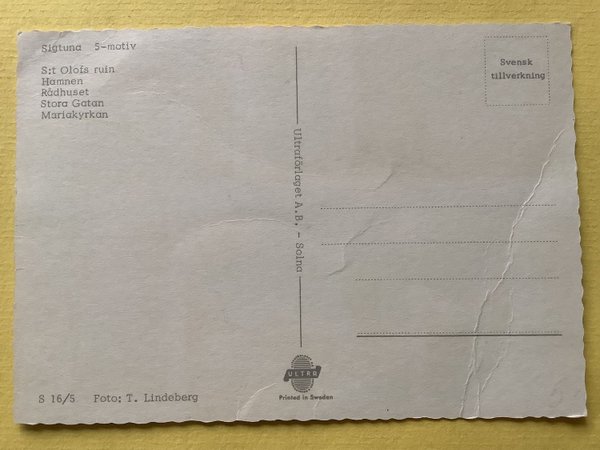 Sigtuna 5-motiv
S:t Olofs ruin
Hamnen
Rådhuset
Stora Gatan
Mariakyrkan
S 16/5 Foto: T. Lindeberg
Ultraförlaget A.B. - Solna
ULTRA
Printed in Sweden
Svensk
tillverkning